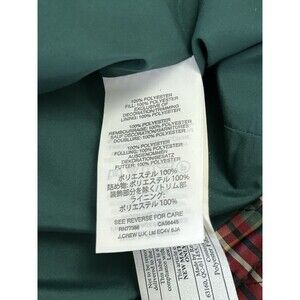 100% POLYESTER
FILL: 100% POLYESTER
EXCLUSIVE OF
DECORATION/TRIMMING
LINING: 100% POLYESTER
100% POLYESTER
REMBOURRAGE: 100% POLYESTER
SAUF DECORATION/GARNITURES
DOUBLURE: 100% POLYESTER
100% POLYESTER
FÜLLUNG: 100% POLYESTER
AUSGENOMMEN
DEKORATION/BESATZ
FUTTER: 100% POLYESTER
ポリエステル 100%
詰め物: ポリエステル 100%
装飾部分を除く/トリム部
ライニング:
ポリエステル 100%
SEE REVERSE FOR CARE
RN77388 CA56645
J.CREW U.K. Ltd EC4V 6JA